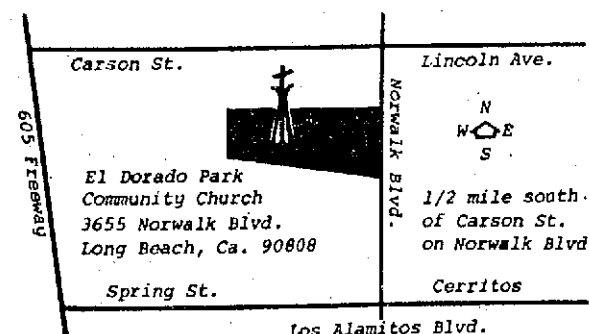 Carson St.
Lincoln Ave.
605 Freeway
Norwalk Blvd.
N
W E
S
El Dorado Park
Community Church
3655 Norwalk Blvd.
Long Beach, Ca. 90808
1/2 mile south
of Carson St.
on Norwalk Blvd
Spring St.
Cerritos
Los Alamitos Blvd.